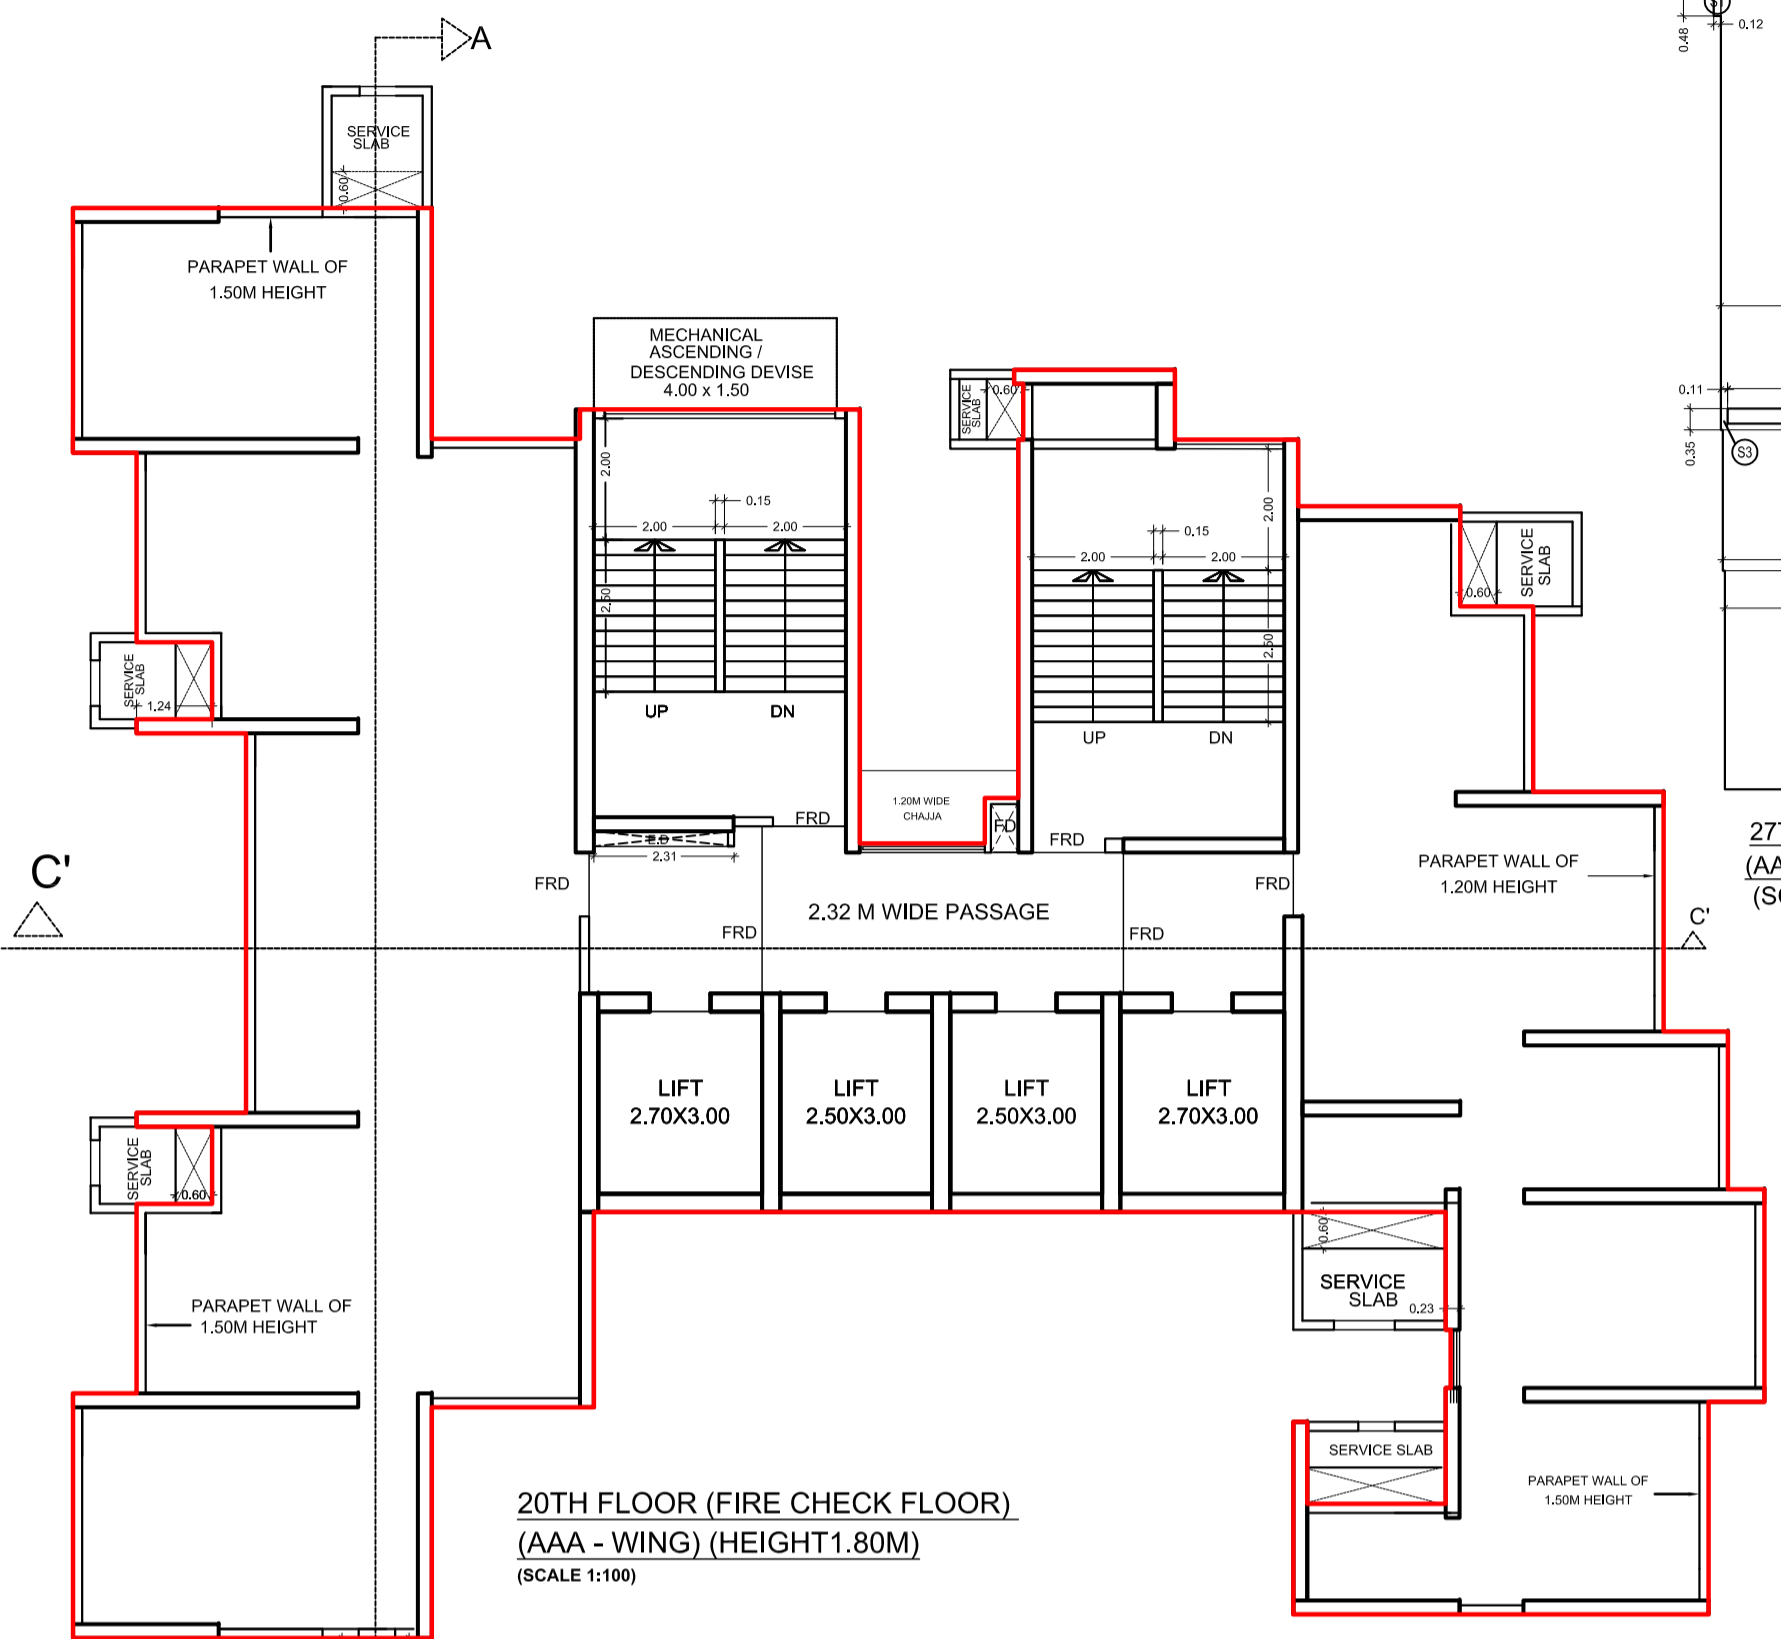 A
S1
0.12
0.48
SERVICE
SLAB
0.60
PARAPET WALL OF
1.50M HEIGHT
MECHANICAL
ASCENDING /
DESCENDING DEVISE
4.00 x 1.50
SERVICE
SLAB
0.60
0.11
0.35
S3
2.00
0.15
2.00
2.00
2.50
UP
DN
2.00
0.15
2.00
2.00
2.50
UP
DN
SERVICE
SLAB
0.60
SERVICE
SLAB
1.24
1.20M WIDE
CHAJJA
FD
FRD
FRD
E.D
2.31
FRD
FRD
2.32 M WIDE PASSAGE
FRD
FRD
C'
PARAPET WALL OF
1.20M HEIGHT
C'
27T
(AA
(SC
LIFT
2.70X3.00
LIFT
2.50X3.00
LIFT
2.50X3.00
LIFT
2.70X3.00
SERVICE
SLAB
0.60
0.60
SERVICE
SLAB
0.23
PARAPET WALL OF
1.50M HEIGHT
SERVICE SLAB
PARAPET WALL OF
1.50M HEIGHT
20TH FLOOR (FIRE CHECK FLOOR)
(AAA - WING) (HEIGHT1.80M)
(SCALE 1:100)